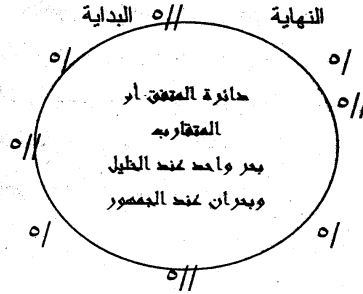 النهاية البداية
ه//
ه/
ه/
ه//
دائرة المتفق أو
المتقارب
بحر واحد عند الخليل
وبحران عند الجمهور
ه//
ه/
ه/
ه//